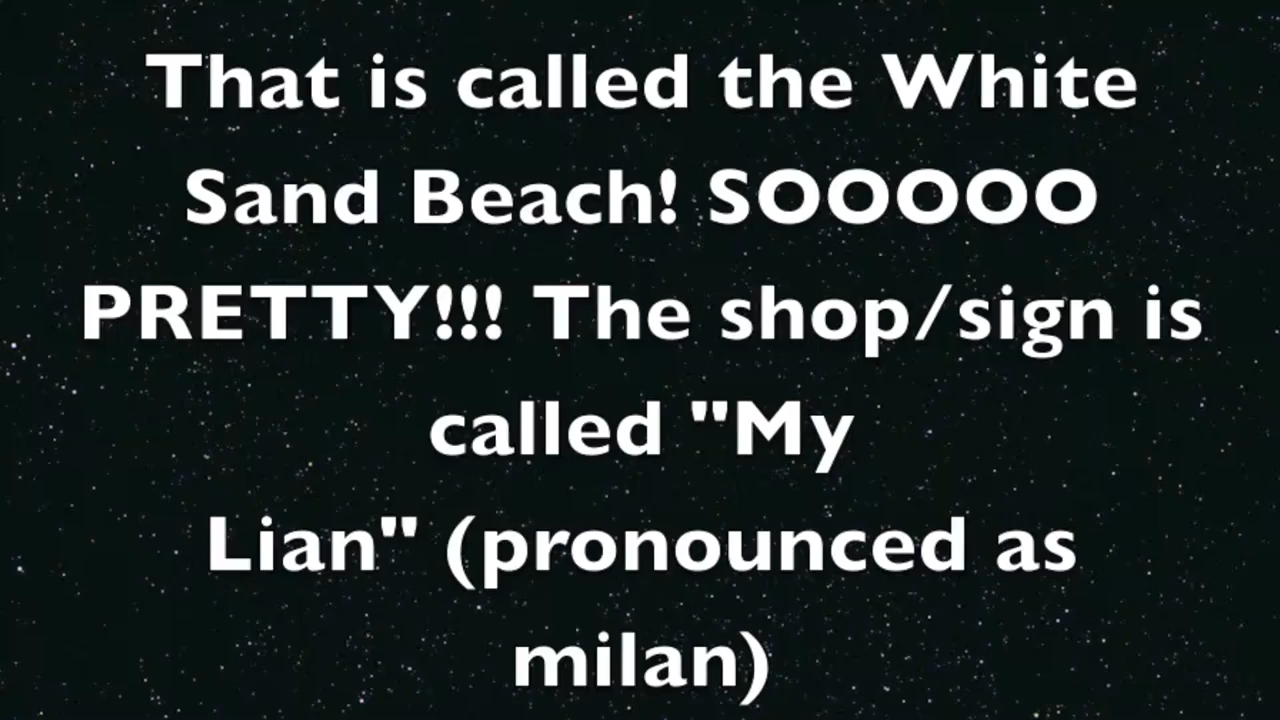 That is called the White
Sand Beach! SOOOOO
PRETTY!!! The shop/sign is
called "My
Lian" (pronounced as
milan)